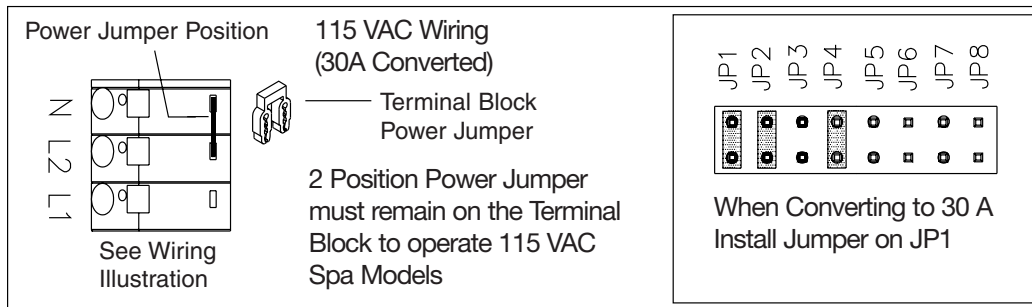 Power Jumper Position
115 VAC Wiring
(30A Converted)
Terminal Block
Power Jumper
N
L2
L1
2 Position Power Jumper
must remain on the Terminal
Block to operate 115 VAC
Spa Models
See Wiring
Illustration
JP1 JP2 JP3 JP4 JP5 JP6 JP7 JP8
When Converting to 30 A
Install Jumper on JP1